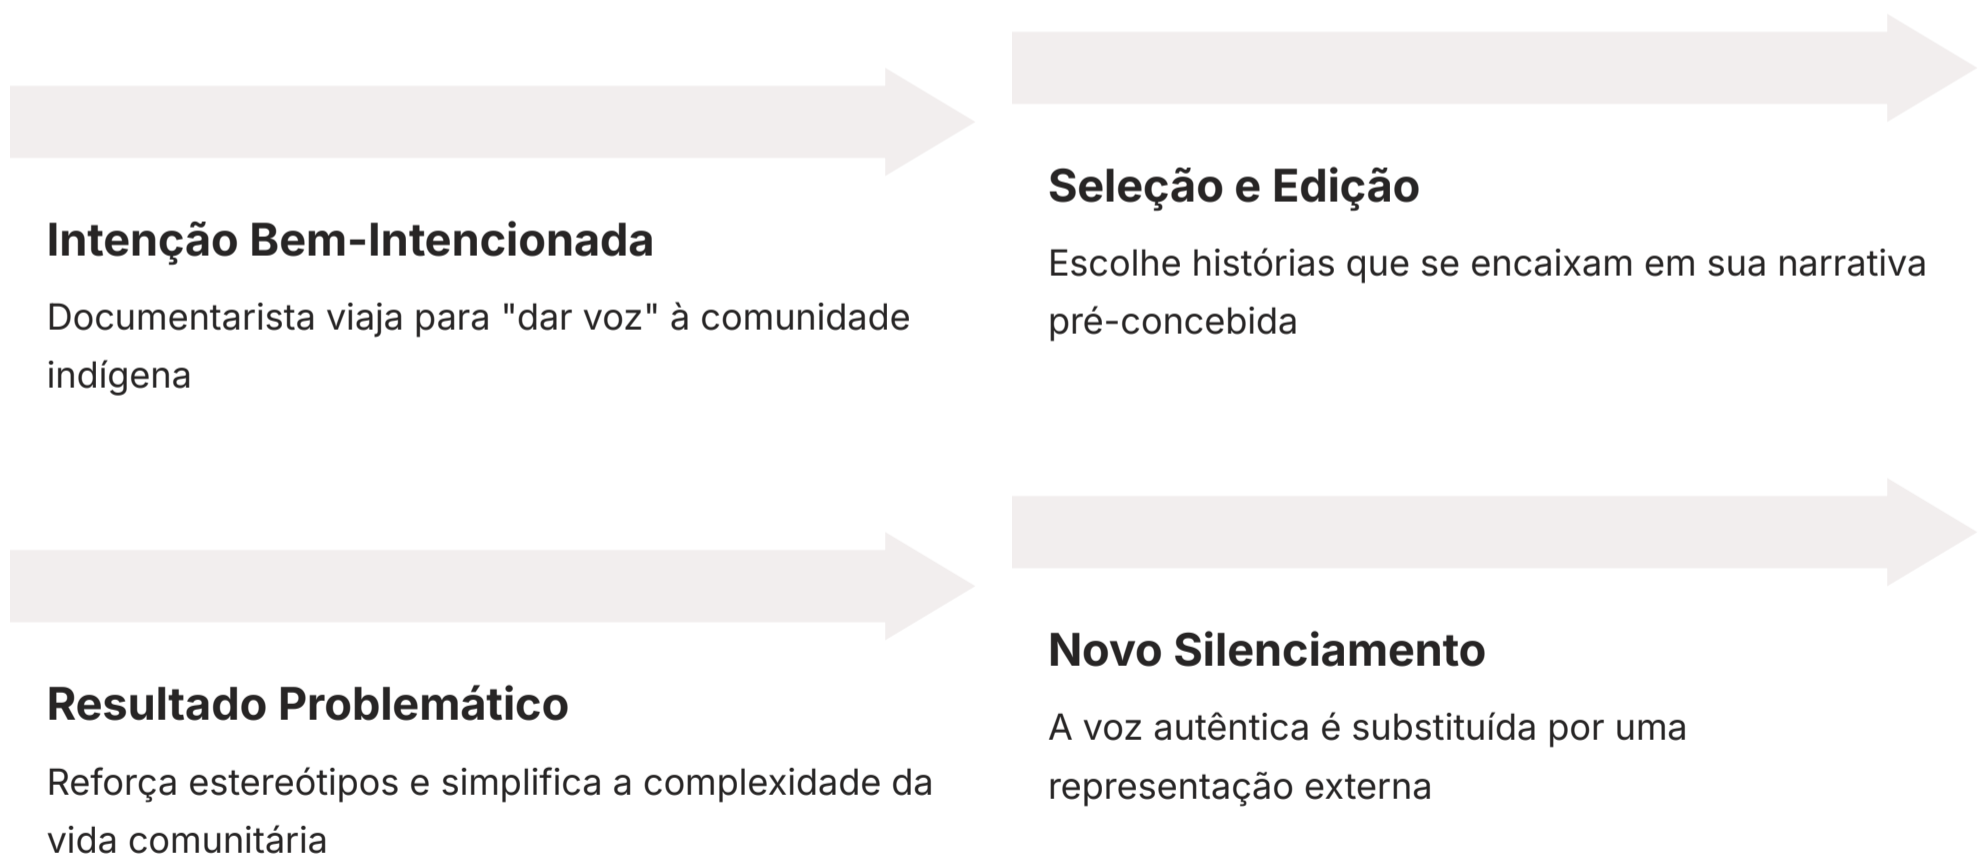 Intenção Bem-Intencionada
Documentarista viaja para "dar voz" à comunidade
indígena
Seleção e Edição
Escolhe histórias que se encaixam em sua narrativa
pré-concebida
Resultado Problemático
Reforça estereótipos e simplifica a complexidade da
vida comunitária
Novo Silenciamento
A voz autêntica é substituída por uma
representação externa